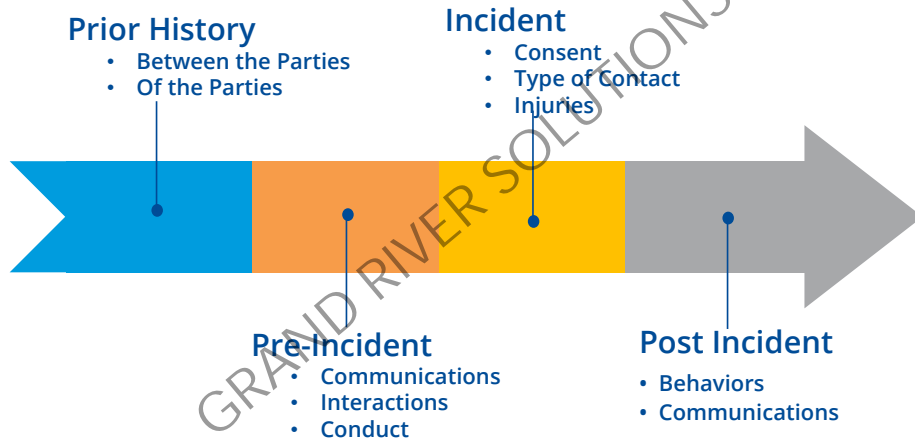 Prior History
• Between the Parties
• Of the Parties
Incident
• Consent
• Type of Contact
• Injuries
Pre-Incident
• Communications
• Interactions
• Conduct
Post Incident
• Behaviors
• Communications
GRAND RIVER SOLUTIONS